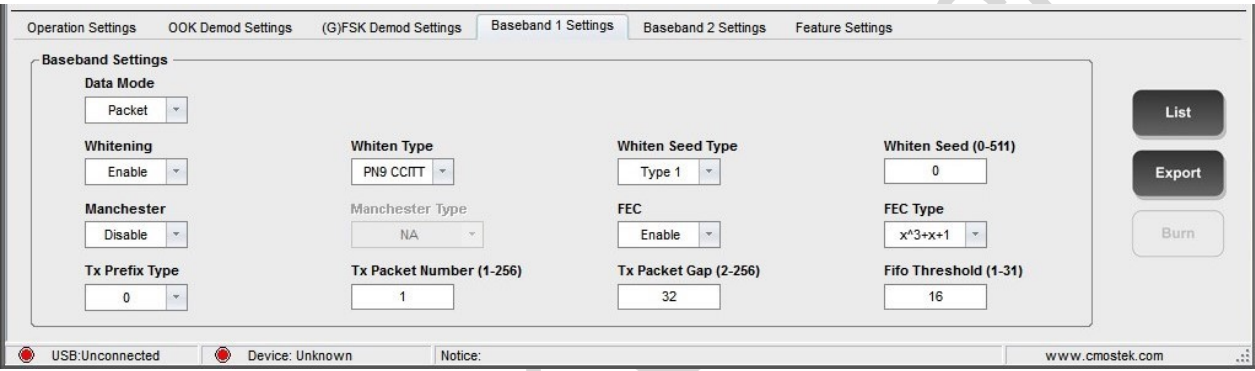 Operation Settings OOK Demod Settings (G)FSK Demod Settings Baseband 1 Settings Baseband 2 Settings Feature Settings
Baseband Settings
Data Mode
Packet
List
Whitening Whiten Type Whiten Seed Type Whiten Seed (0-511)
Enable PN9 CCITT Type 1 0
Export
Manchester Manchester Type FEC FEC Type
Disable NA Enable x^3+x+1
Burn
Tx Prefix Type Tx Packet Number (1-256) Tx Packet Gap (2-256) Fifo Threshold (1-31)
0 1 32 16
USB:Unconnected Device: Unknown Notice: www.cmostek.com